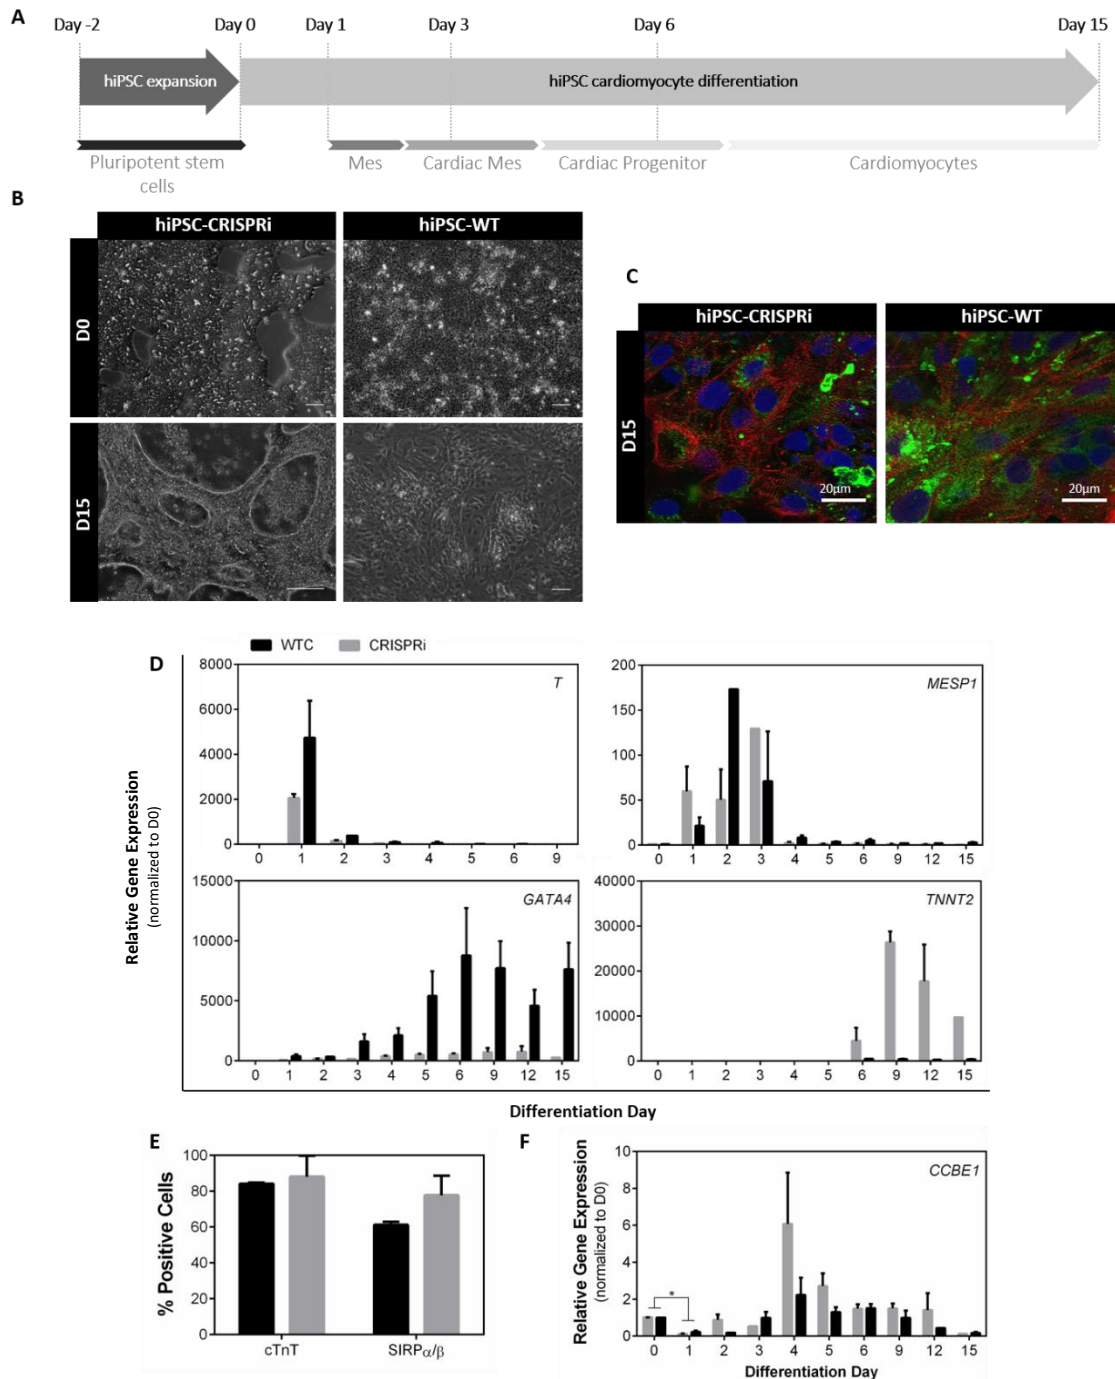 A
Day -2
Day 0
Day 1
Day 3
Day 6
Day 15
hiPSC expansion
hiPSC cardiomyocyte differentiation
Pluripotent stem
cells
Mes
Cardiac Mes
Cardiac Progenitor
Cardiomyocytes
B
hiPSC-CRISPRi
hiPSC-WT
D0
D15
C
hiPSC-CRISPRi
hiPSC-WT
D15
20µm
20µm
D
WTC
CRISPRi
Relative Gene Expression
(normalized to D0)
8000
6000
4000
2000
0
T
0 1 2 3 4 5 6 9
200
150
100
50
0
MESP1
0 1 2 3 4 5 6 9 12 15
15000
10000
5000
0
GATA4
0 1 2 3 4 5 6 9 12 15
40000
30000
20000
10000
0
TNNT2
0 1 2 3 4 5 6 9 12 15
Differentiation Day
E
% Positive Cells
100
80
60
40
20
0
cTnT
SIRPα/β
F
Relative Gene Expression
(normalized to D0)
10
8
6
4
2
0
CCBE1
*
0 1 2 3 4 5 6 9 12 15
Differentiation Day